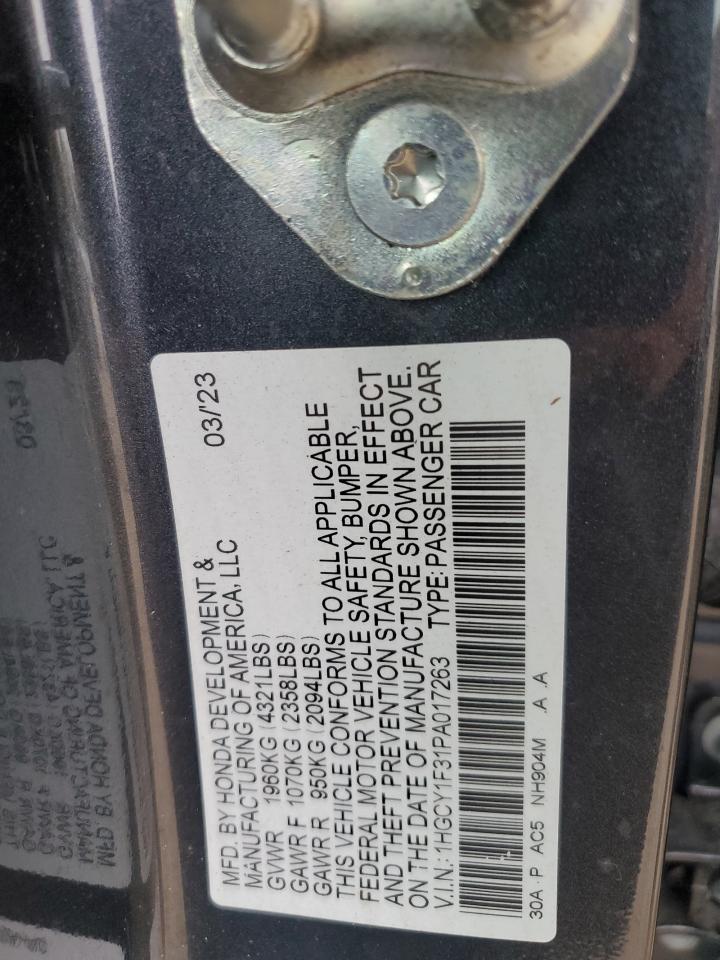 MFD. BY HONDA DEVELOPMENT & 03/'23
MANUFACTURING OF AMERICA, LLC
GVWR 1960KG (4321LBS)
GAWR F 1070KG (2358LBS)
GAWR R 950KG (2094LBS)
THIS VEHICLE CONFORMS TO ALL APPLICABLE
FEDERAL MOTOR VEHICLE SAFETY, BUMPER,
AND THEFT PREVENTION STANDARDS IN EFFECT
ON THE DATE OF MANUFACTURE SHOWN ABOVE.
V.I.N.: 1HGCY1F31PA017263 TYPE: PASSENGER CAR
30A - P AC5 NH904M A . A